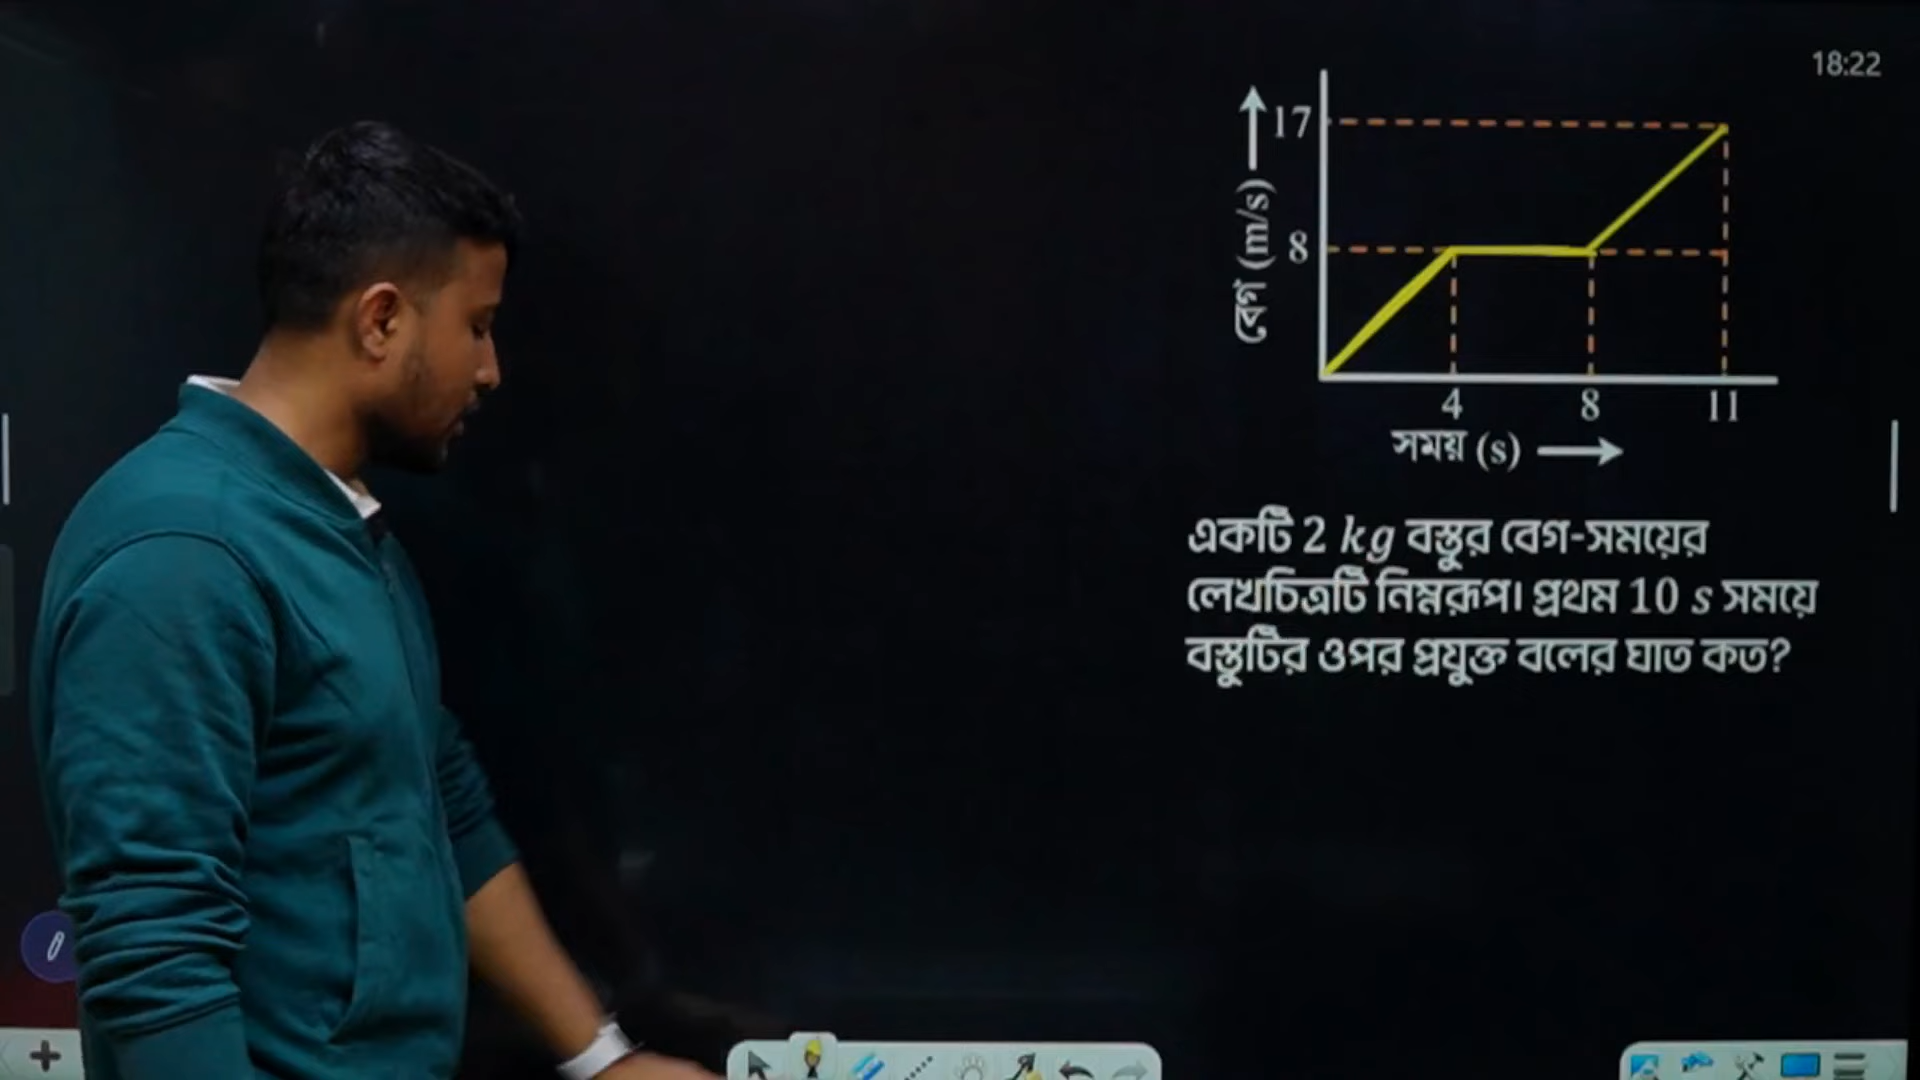 18:22
17
8
বেগ (m/s)
4 8 11
সময় (s)
একটি 2 kg বস্তুর বেগ-সময়ের
লেখচিত্রটি নিম্নরূপ। প্রথম 10 s সময়ে
বস্তুটির ওপর প্রযুক্ত বলের ঘাত কত?